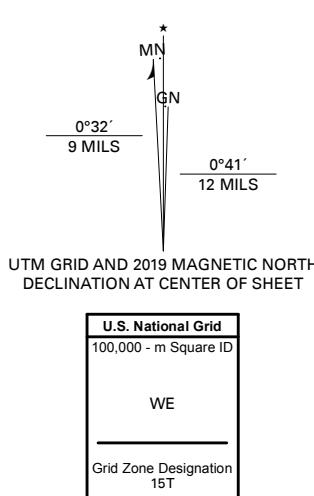 ★
MN
GN
0°32´
9 MILS
0°41´
12 MILS
UTM GRID AND 2019 MAGNETIC NORTH
DECLINATION AT CENTER OF SHEET
U.S. National Grid
100,000 - m Square ID
WE
Grid Zone Designation
15T